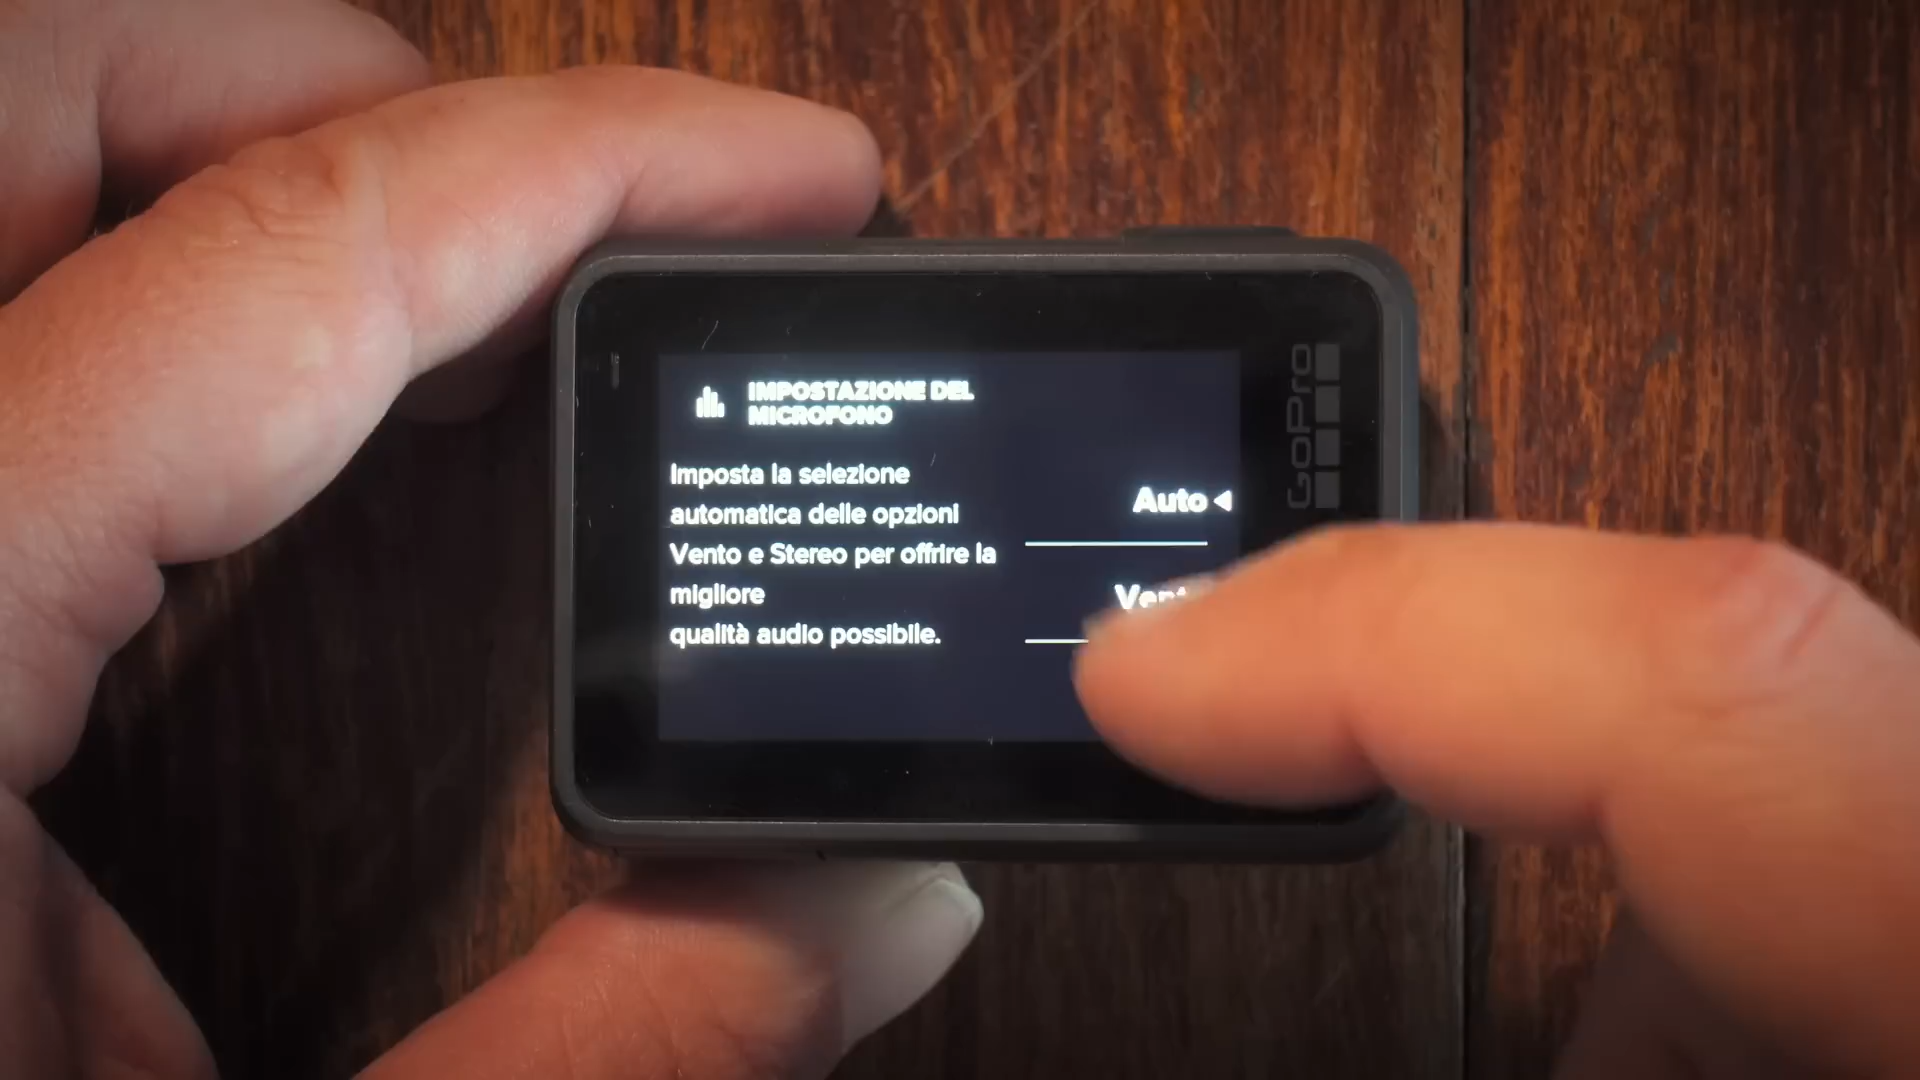 IMPOSTAZIONE DEL
MICROFONO
Imposta la selezione
automatica delle opzioni
Vento e Stereo per offrire la
migliore
qualità audio possibile.
Auto
GoPro